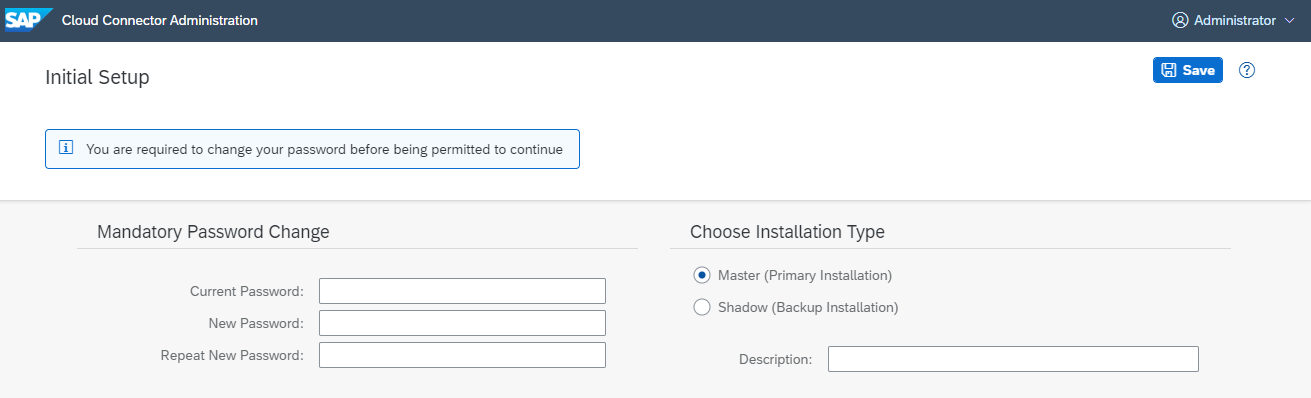 SAP Cloud Connector Administration Administrator
Initial Setup
Save
You are required to change your password before being permitted to continue
Mandatory Password Change
Current Password:
New Password:
Repeat New Password:
Choose Installation Type
Master (Primary Installation)
Shadow (Backup Installation)
Description: